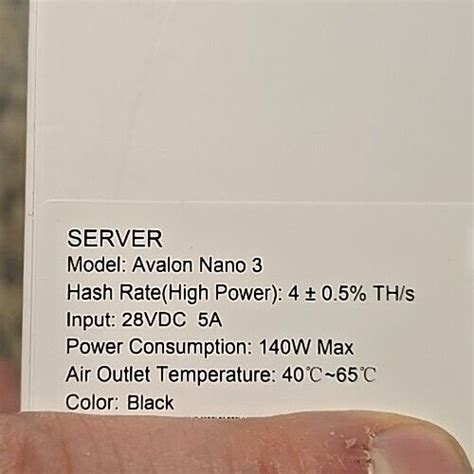 SERVER
Model: Avalon Nano 3
Hash Rate(High Power): 4 ± 0.5% TH/s
Input: 28VDC  5A
Power Consumption: 140W Max
Air Outlet Temperature: 40℃~65℃
Color: Black